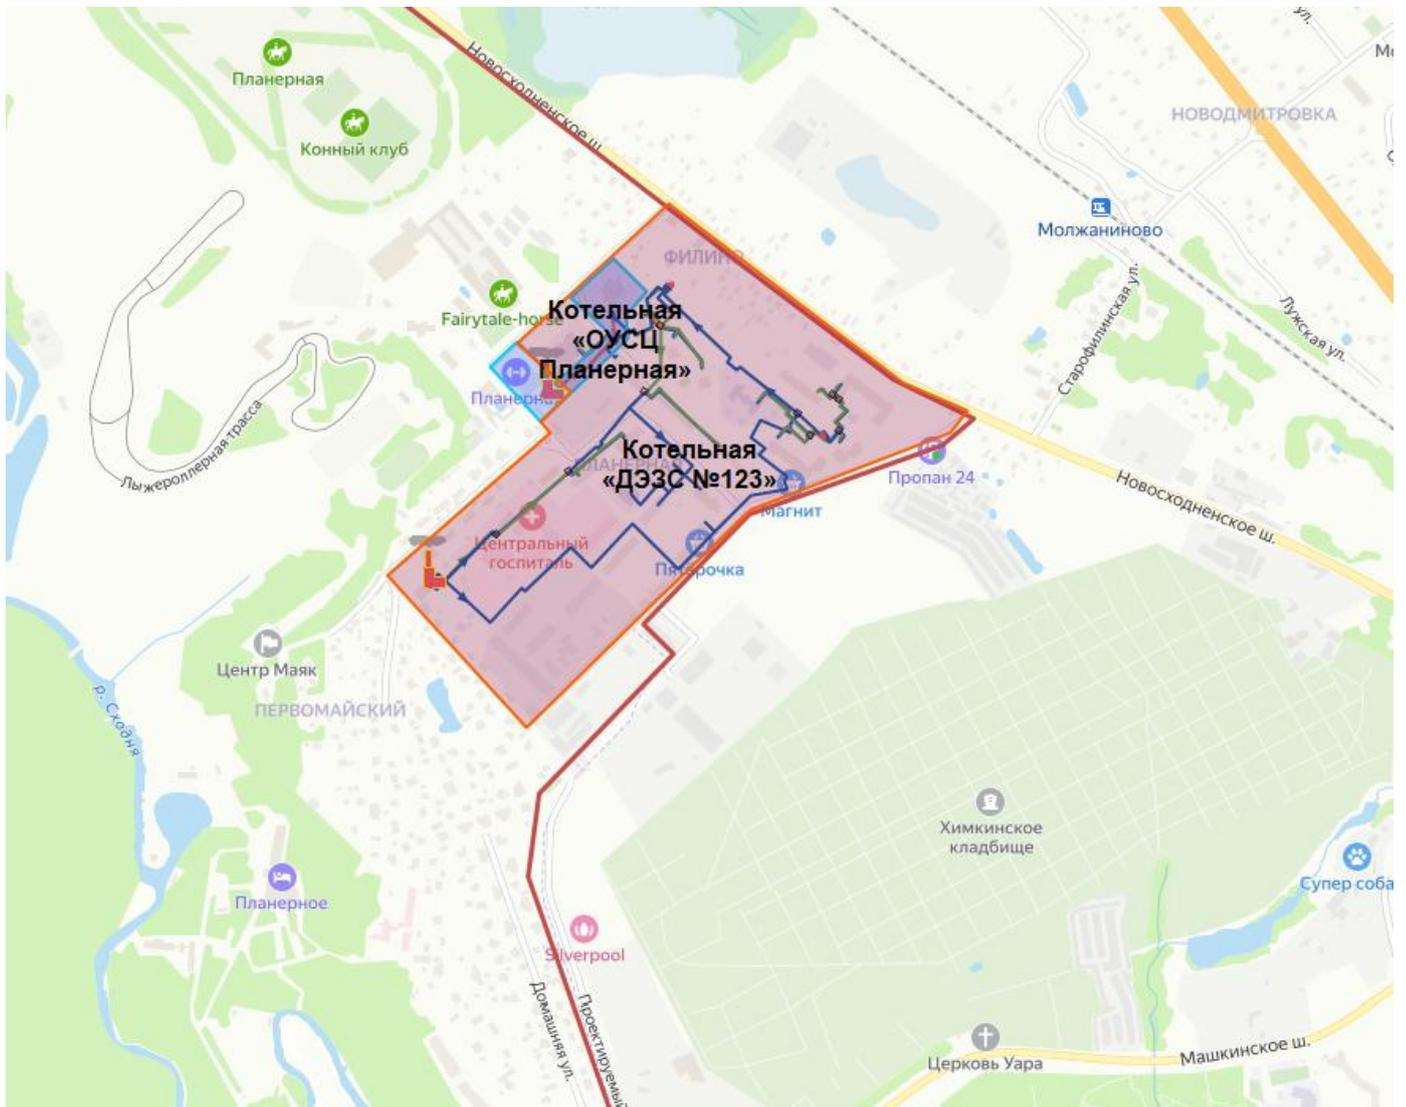 Новосходненское ш.
ул.
Планерная
Конный клуб
НОВОДМИТРОВКА
Молжаниново
ФИЛИНО
Лужская ул.
Старофилинская ул.
Fairytale-horse
Котельная
«ОУСЦ
Планерная»
Планерна
Лыжероллерная трасса
Котельная
«ДЭЗС №123»
ПЛАНЕРНАЯ
Пропан 24
Магнит
Новосходненское ш.
Центральный
госпиталь
Пятёрочка
Центр Маяк
ПЕРВОМАЙСКИЙ
р. Сходня
Химкинское
кладбище
Супер соба
Планерное
Silverpool
Домашняя ул.
Проектируемый
Церковь Уара
Машкинское ш.